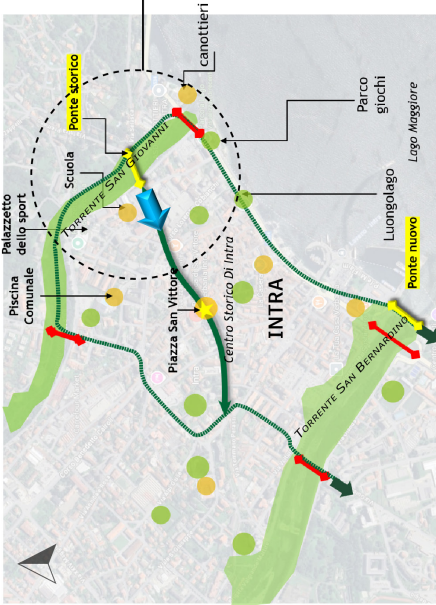 canottieri
Ponte storico
Parco
giochi
Lago Maggiore
Scuola
TORRENTE SAN GIOVANNI
Palazzetto
dello sport
Luongolago
Ponte nuovo
Piscina
Comunale
Piazza San Vittore
Centro Storico Di Intra
INTRA
TORRENTE SAN BERNARDINO